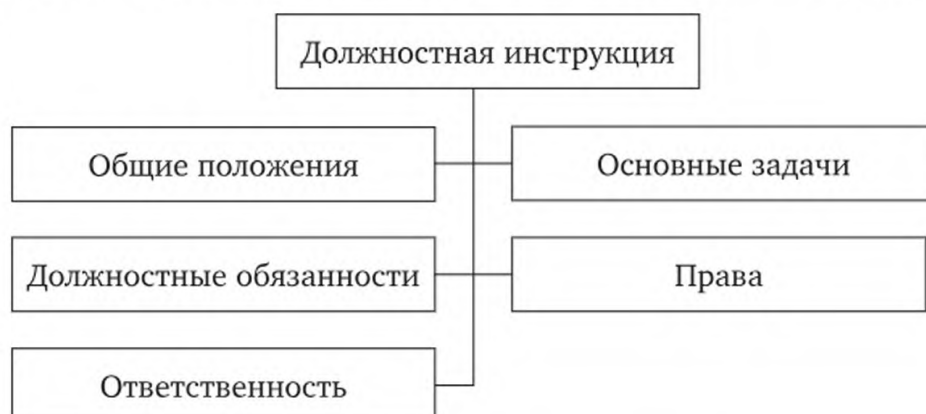 Должностная инструкция
Общие положения
Основные задачи
Должностные обязанности
Права
Ответственность